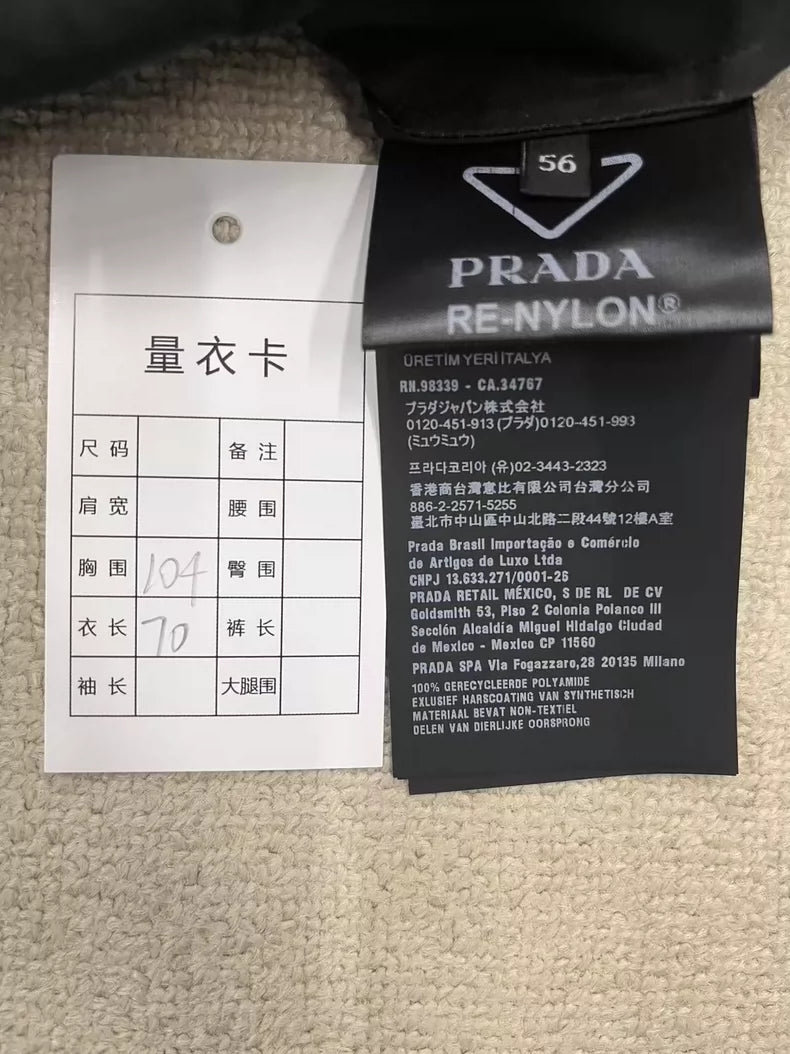 量衣卡
尺码 备注
肩宽 腰围
胸围 104 臀围
衣长 70 裤长
袖长 大腿围
56
PRADA
RE-NYLON®
ÜRETİM YERİ İTALYA
RN.98339 - CA.34767
プラダジャパン株式会社
0120-451-913 (プラダ)0120-451-993
(ミュウミュウ)
프라다코리아 (유)02-3443-2323
香港商台灣意比有限公司台灣分公司
886-2-2571-5255
臺北市中山區中山北路二段44號12樓A室
Prada Brasil Importação e Comércio
de Artigos de Luxo Ltda
CNPJ 13.633.271/0001-26
PRADA RETAIL MÉXICO, S DE RL DE CV
Goldsmith 53, Piso 2 Colonia Polanco III
Sección Alcaldía Miguel Hidalgo Ciudad
de Mexico - Mexico CP 11560
PRADA SPA Via Fogazzaro,28 20135 Milano
100% GERECYCLEERDE POLYAMIDE
EXLUSIEF HARSCOATING VAN SYNTHETISCH
MATERIAAL BEVAT NON-TEXTIEL
DELEN VAN DIERLIJKE OORSPRONG